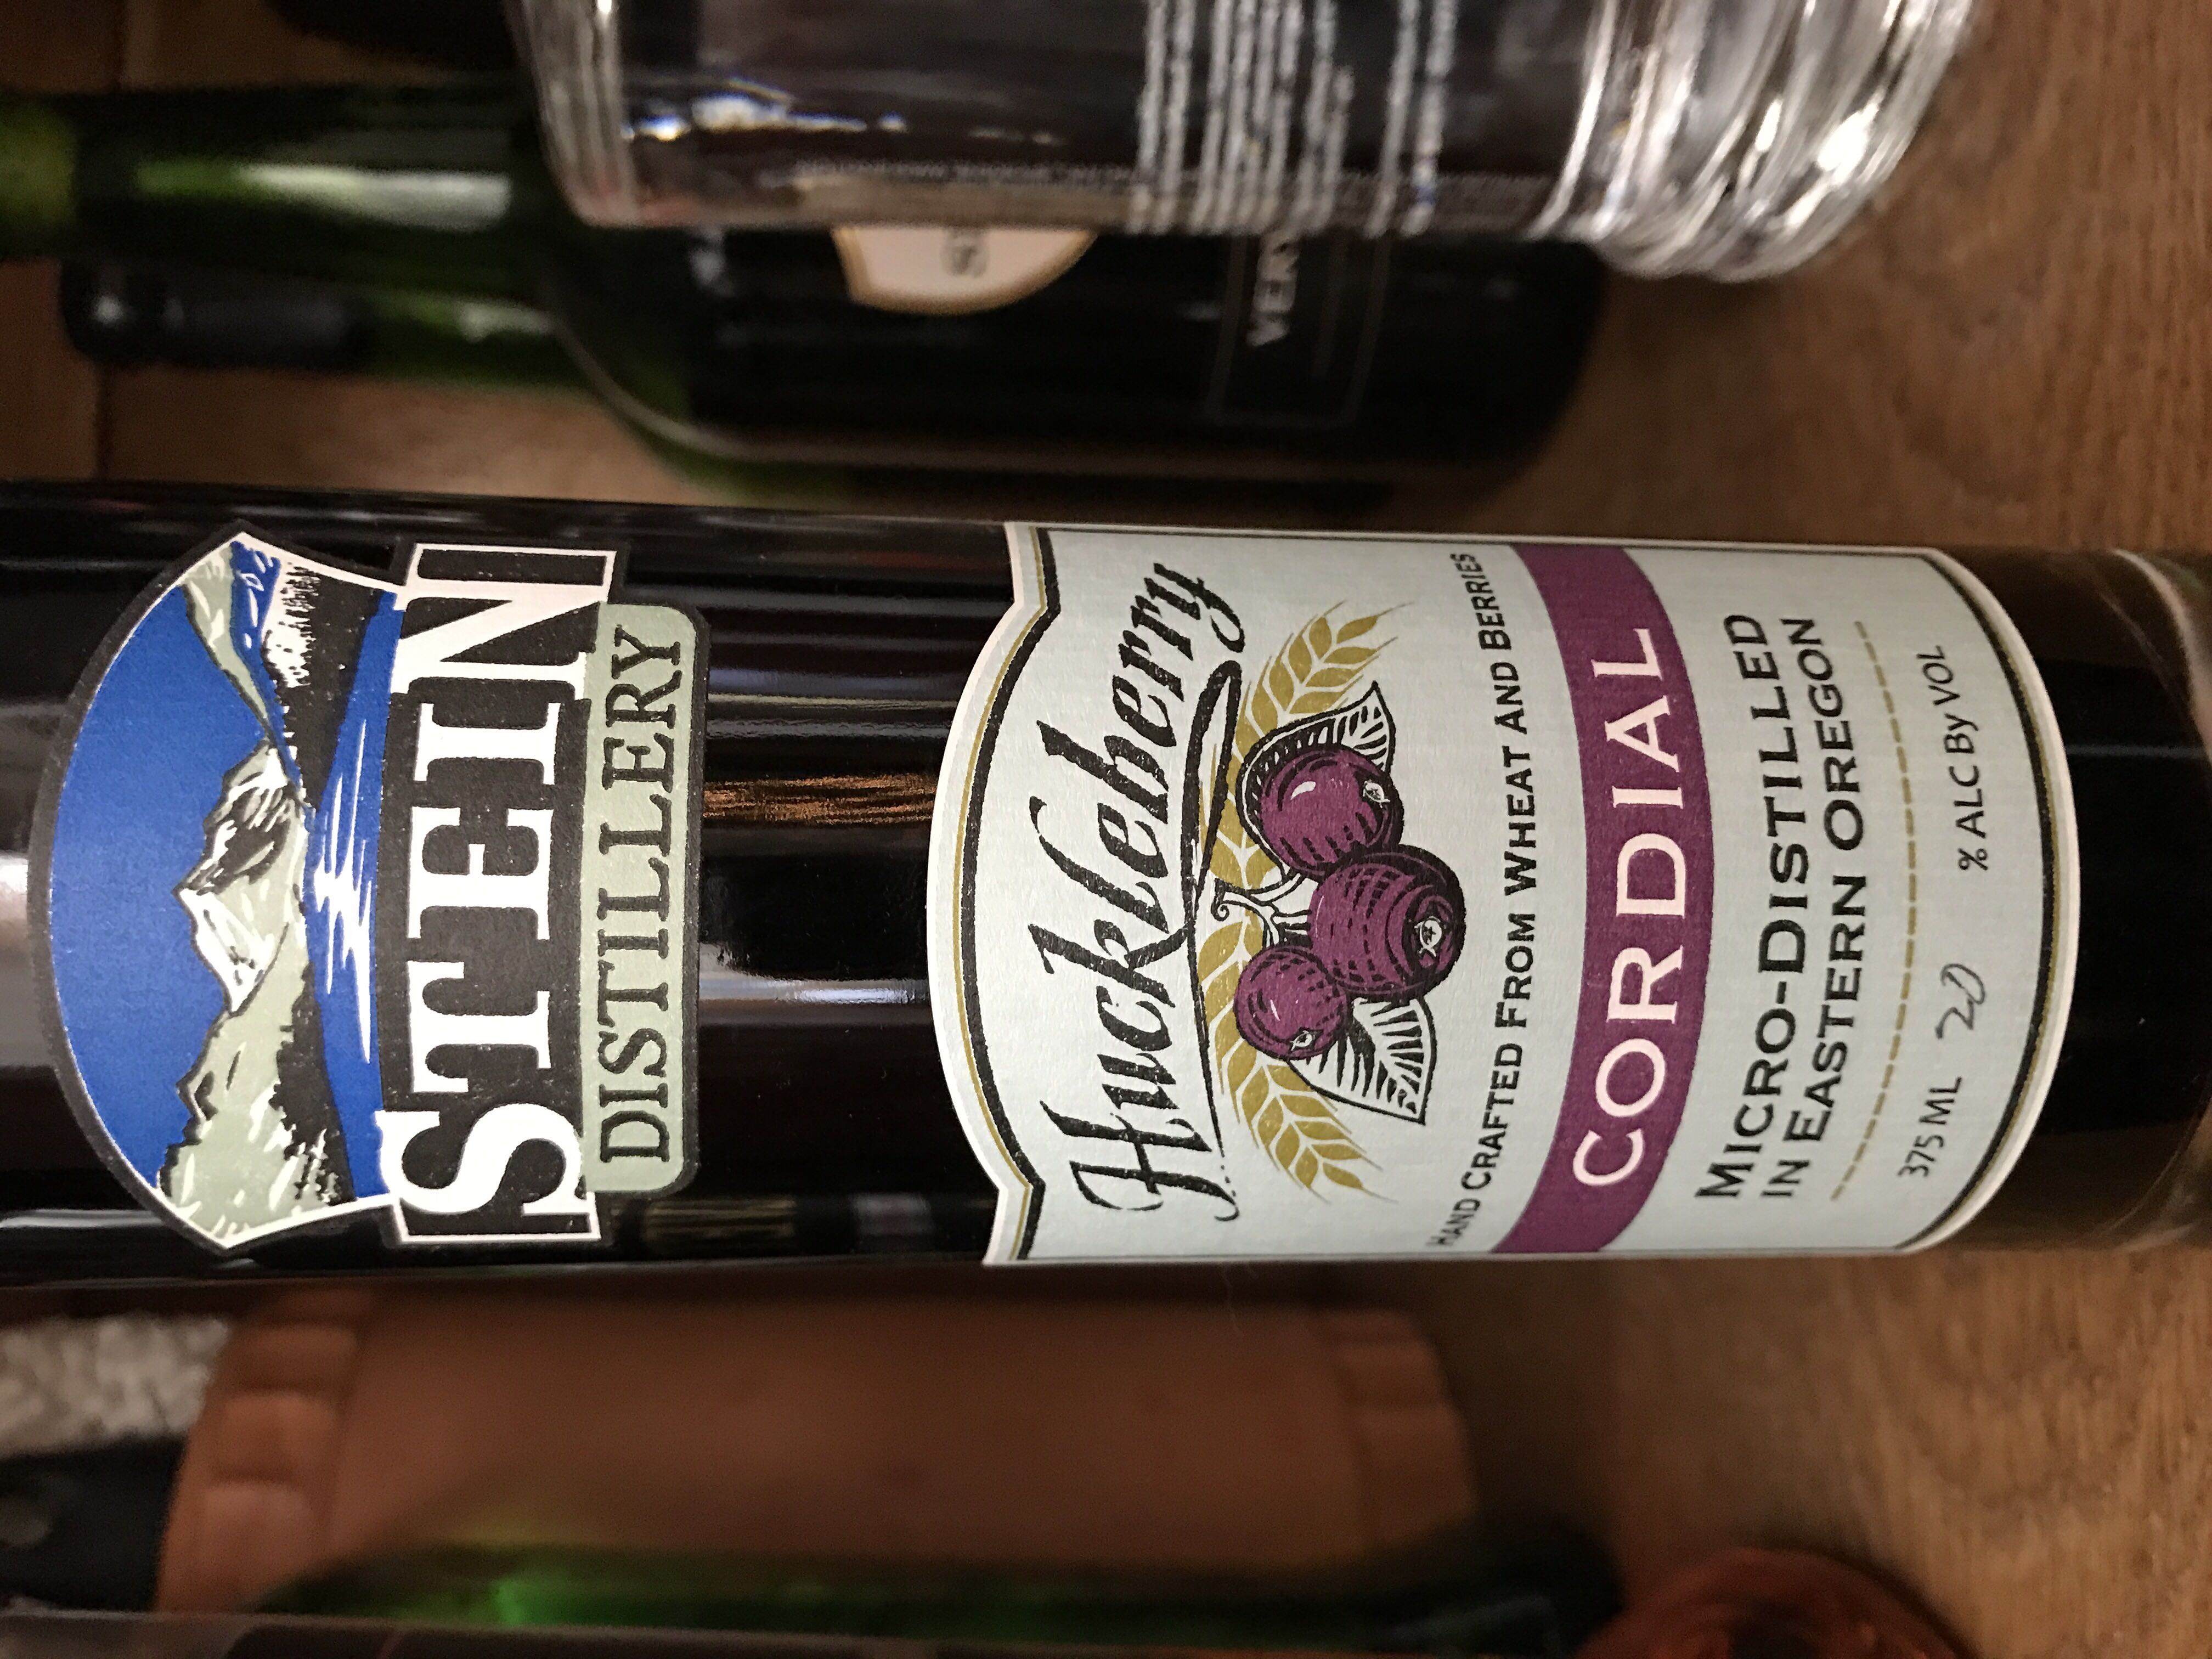 STEIN
DISTILLERY
Huckleberry
HAND CRAFTED FROM WHEAT AND BERRIES
CORDIAL
MICRO-DISTILLED
IN EASTERN OREGON
375 ML 20 % ALC By VOL